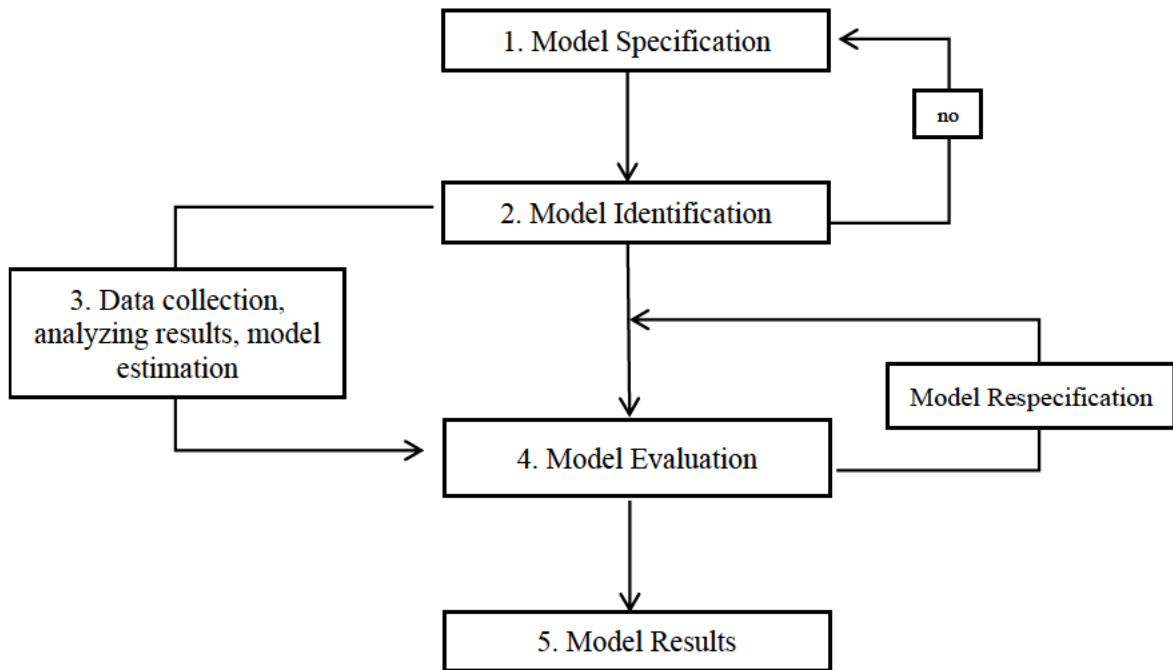 1. Model Specification
no
2. Model Identification
3. Data collection,
analyzing results, model
estimation
Model Respecification
4. Model Evaluation
5. Model Results